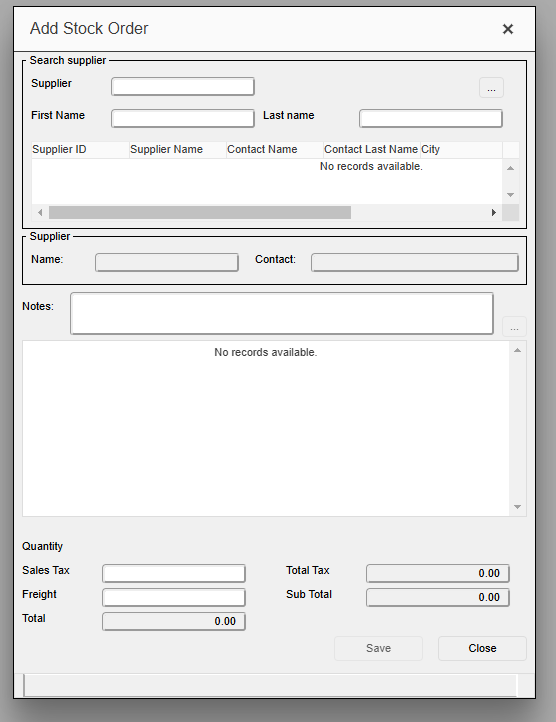 Add Stock Order
Search supplier
Supplier ...
First Name Last name
Supplier ID Supplier Name Contact Name Contact Last Name City
No records available.
Supplier
Name: Contact:
Notes:
...
No records available.
Quantity
Sales Tax Total Tax 0.00
Freight Sub Total 0.00
Total 0.00
Save Close